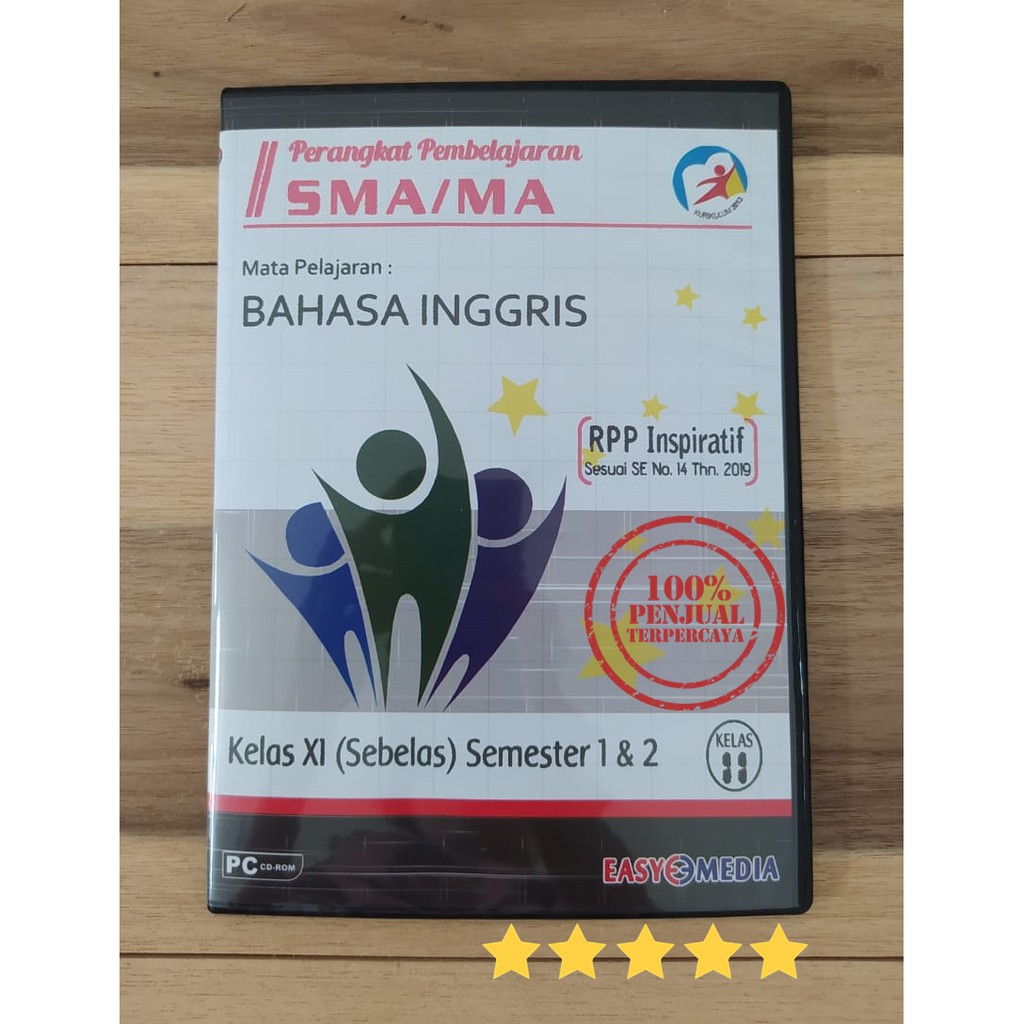 Perangkat Pembelajaran
SMA/MA
KURIKULUM 2013
Mata Pelajaran :
BAHASA INGGRIS
RPP Inspiratif
Sesuai SE No. 14 Thn. 2019
100%
PENJUAL
TERPERCAYA
Kelas XI (Sebelas) Semester 1 & 2
KELAS
11
PC CD-ROM
EASY MEDIA